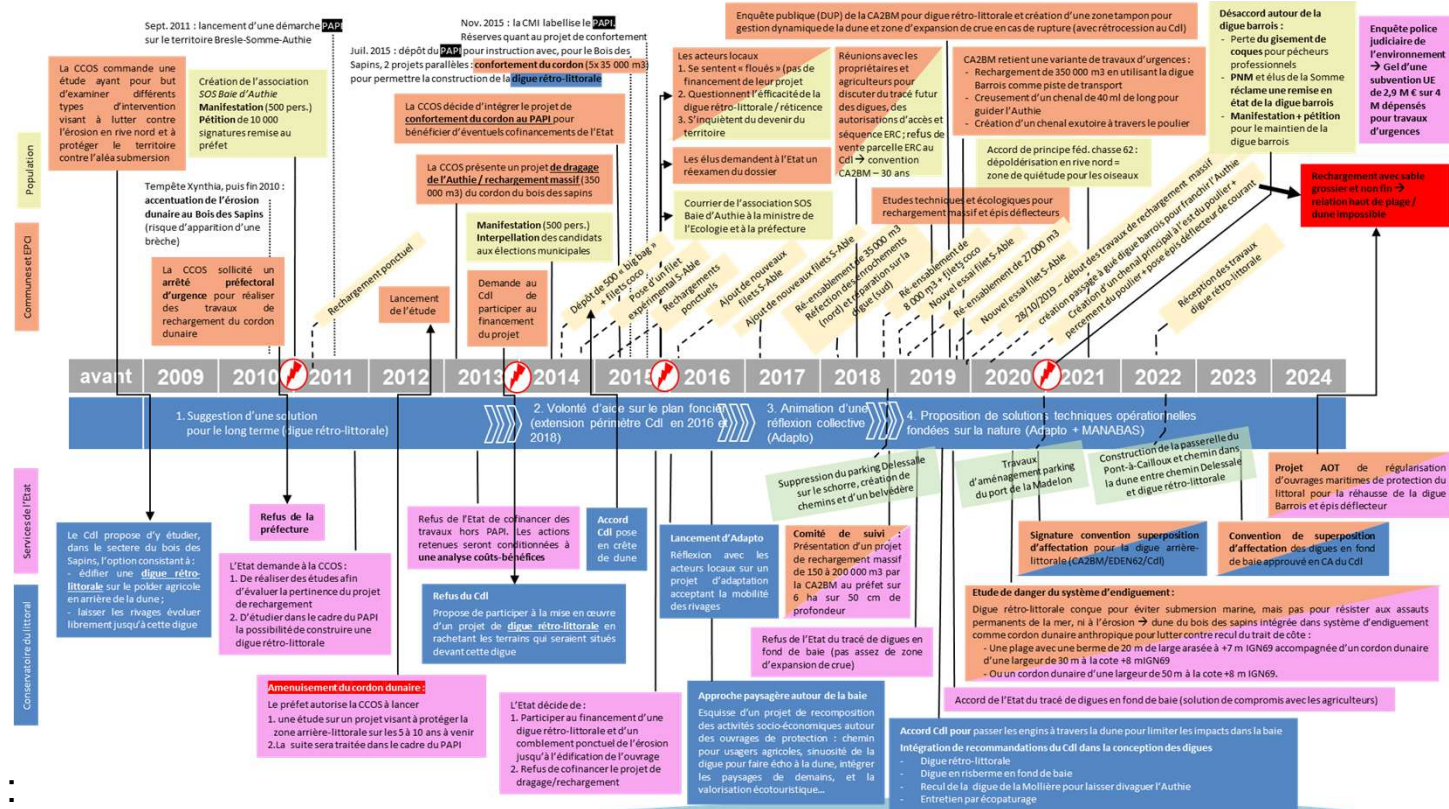 Sept. 2011 : lancement d'une démarche PAPI
sur le territoire Bresle-Somme-Authie
Nov. 2015 : la CMI labellise le PAPI.
Réserves quant au projet de confortement
Juil. 2015 : dépôt du PAPI pour instruction avec, pour le Bois des
Sapins, 2 projets parallèles : confortement du cordon (5x 35 000 m3)
pour permettre la construction de la digue rétro-littorale
Enquête publique (DUP) de la CA2BM pour digue rétro-littorale et création d'une zone tampon pour
gestion dynamique de la dune et zone d'expansion de crue en cas de rupture (avec rétrocession au Cdl)
Désaccord autour de la
digue barrois :
- Perte du gisement de
coques pour pécheurs
professionnels
- PNM et élus de la Somme
réclame une remise en
état de la digue barrois
- Manifestation + pétition
pour le maintien de la
digue barrois
Enquête police
judiciaire de
l'environnement
→ Gel d'une
subvention UE
de 2,9 M € sur 4
M dépensés
pour travaux
d'urgences
La CCOS commande une
étude ayant pour but
d'examiner différents
types d'intervention
visant à lutter contre
l'érosion en rive nord et à
protéger le territoire
contre l'aléa submersion
Création de l'association
SOS Baie d'Authie
Manifestation (500 pers.)
Pétition de 10 000
signatures remise au
préfet
La CCOS décide d'intégrer le projet de
confortement du cordon au PAPI pour
bénéficier d'éventuels cofinancements de l'Etat
Les acteurs locaux
1. Se sentent « floués » (pas de
financement de leur projet
2. Questionnent l'éfficacité de la
digue rétro-littorale / réticence
3. S'inquiètent du devenir du
territoire
Réunions avec les
propriétaires et
agriculteurs pour
discuter du tracé futur
des digues, des
autorisations d'accès et
séquence ERC ; refus de
vente parcelle ERC au
Cdl → convention
CA2BM – 30 ans
CA2BM retient une variante de travaux d'urgences :
- Rechargement de 350 000 m3 en utilisant la digue
Barrois comme piste de transport
- Creusement d'un chenal de 40 ml de long pour
guider l'Authie
- Création d'un chenal exutoire à travers le poulier
La CCOS présente un projet de dragage
de l'Authie / rechargement massif (350
000 m3) du cordon du bois des sapins)
Les élus demandent à l'Etat un
réexamen du dossier
Accord de principe féd. chasse 62 :
dépoldérisation en rive nord =
zone de quiétude pour les oiseaux
Tempête Xynthia, puis fin 2010 :
accentuation de l'érosion
dunaire au Bois des Sapins
(risque d'apparition d'une
brèche)
Manifestation (500 pers.)
Interpellation des candidats
aux élections municipales
Courrier de l'association SOS
Baie d'Authie à la ministre de
l'Ecologie et à la préfecture
Etudes techniques et écologiques pour
rechargement massif et épis déflecteurs
Rechargement avec sable
grossier et non fin →
relation haut de plage /
dune impossible
La CCOS sollicité un
arrêté préfectoral
d'urgence pour réaliser
des travaux de
rechargement du cordon
dunaire
Rechargement ponctuel
Lancement
de l'étude
Demande au
Cdl de
participer au
financement
du projet
Dépôt de 500 « big bag »
+ filets coco
Pose d'un filet
expérimental S-Able
Rechargements
ponctuels
Ajout de nouveaux
filets S-Able
Ajout de nouveaux filets S-Able
Ré-ensablement de 35 000 m3
Réfection des enrochements
(nord) et réparation sur la
digue (sud)
Ré-enablement de
8 000 m3 + filets coco
Nouvel essai filet S-Able
Ré-ensablement de 27 000 m3
Nouvel essai filet S-Able
28/10/2019 – début des travaux de rechargement massif
création passage à gué digue barrois pour franchir l'Authie
Création d'un chenal principal à l'est du poulier +
percement du poulier + pose épis déflecteur de courant
Réception des travaux
digue rétro-littorale
Population
Communes et EPCI
avant 2009 2010 2011 2012 2013 2014 2015 2016 2017 2018 2019 2020 2021 2022 2023 2024
1. Suggestion d'une solution
pour le long terme (digue rétro-littorale)
2. Volonté d'aide sur le plan foncier
(extension périmètre Cdl en 2016 et
2018)
3. Animation d'une
réflexion collective
(Adapto)
4. Proposition de solutions techniques opérationnelles
fondées sur la nature (Adapto + MANABAS)
Services de l'Etat
Conservatoire du littoral
Suppression du parking Delessalle
sur le schorre, création de
chemins et d'un belvédère
Travaux
d'aménagement parking
du port de la Madelon
Construction de la passerelle du
Pont-à-Cailloux et chemin dans
la dune entre chemin Delessale
et digue rétro-littorale
Projet AOT de régularisation
d'ouvrages maritimes de protection du
littoral pour la réhausse de la digue
Barrois et épis déflecteur
Le Cdl propose d'y étudier,
dans le sectere du bois des
Sapins, l'option consistant à :
- édifier une digue rétro-
littorale sur le polder agricole
en arrière de la dune ;
- laisser les rivages évoluer
librement jusqu'à cette digue
Refus de la
préfecture
Refus de l'Etat de cofinancer des
travaux hors PAPI. Les actions
retenues seront conditionnées à
une analyse coûts-bénéfices
Accord
Cdl pose
en crête
de dune
Lancement d'Adapto
Réflexion avec les
acteurs locaux sur un
projet d'adaptation
acceptant la mobilité
des rivages
Comité de suivi :
Présentation d'un projet
de rechargement massif
de 150 à 200 000 m3 par
la CA2BM au préfet sur
6 ha sur 50 cm de
profondeur
Signature convention superposition
d'affectation pour la digue arrière-
littorale (CA2BM/EDEN62/Cdl)
Convention de superposition
d'affectation des digues en fond
de baie approuvent en CA du Cdl
L'Etat demande à la CCOS :
1. De réaliser des études afin
d'évaluer la pertinence du projet
de rechargement
2. D'étudier dans le cadre du PAPI
la possibilité de construire une
digue rétro-littorale
Refus du Cdl
Propose de participer à la mise en œuvre
d'un projet de digue rétro-littorale en
rachetant les terrains qui seraient situés
devant cette digue
Refus de l'Etat du tracé de digues en
fond de baie (pas assez de zone
d'expansion de crue)
Etude de danger du système d'endiguement :
Digue rétro-littorale conçue pour éviter submersion marine, mais pas pour résister aux assauts
permanents de la mer, ni à l'érosion → dune du bois des sapins intégrée dans système d'endiguement
comme cordon dunaire anthropique pour lutter contre recul du trait de côte :
- Une plage avec une berme de 20 m de large arasée à +7 m IGN69 accompagnée d'un cordon dunaire
d'une largeur de 30 m à la cote +8 mIGN69
- Ou un cordon dunaire d'une largeur de 50 m à la cote +8 m IGN69.
Amenuisement du cordon dunaire :
Le préfet autorise la CCOS à lancer
1. une étude sur un projet visant à protéger la
zone arrière-littorale sur les 5 à 10 ans à venir
2.La suite sera traitée dans le cadre du PAPI
L'Etat décide de :
1. Participer au financement d'une
digue rétro-littorale et d'un
comblement ponctuel de l'érosion
jusqu'à l'édification de l'ouvrage
2. Refus de cofinancer le projet de
dragage/rechargement
Approche paysagère autour de la baie
Esquisse d'un projet de recomposition
des activités socio-économiques autour
des ouvrages de protection : chemin
pour usagers agricoles, sinuosité de la
digue pour faire écho à la dune, intégrer
les paysages de demains, et la
valorisation écotouristique...
Accord de l'Etat du tracé de digues en fond de baie (solution de compromis avec les agriculteurs)
Accord Cdl pour passer les engins à travers la dune pour limiter les impacts dans la baie
Intégration de recommandations du Cdl dans la conception des digues
- Digue rétro-littorale
- Digue en risberme en fond de baie
- Recul de la digue de la Mollière pour laisser divaguer l'Authie
- Entretien par écopaturage
:
: